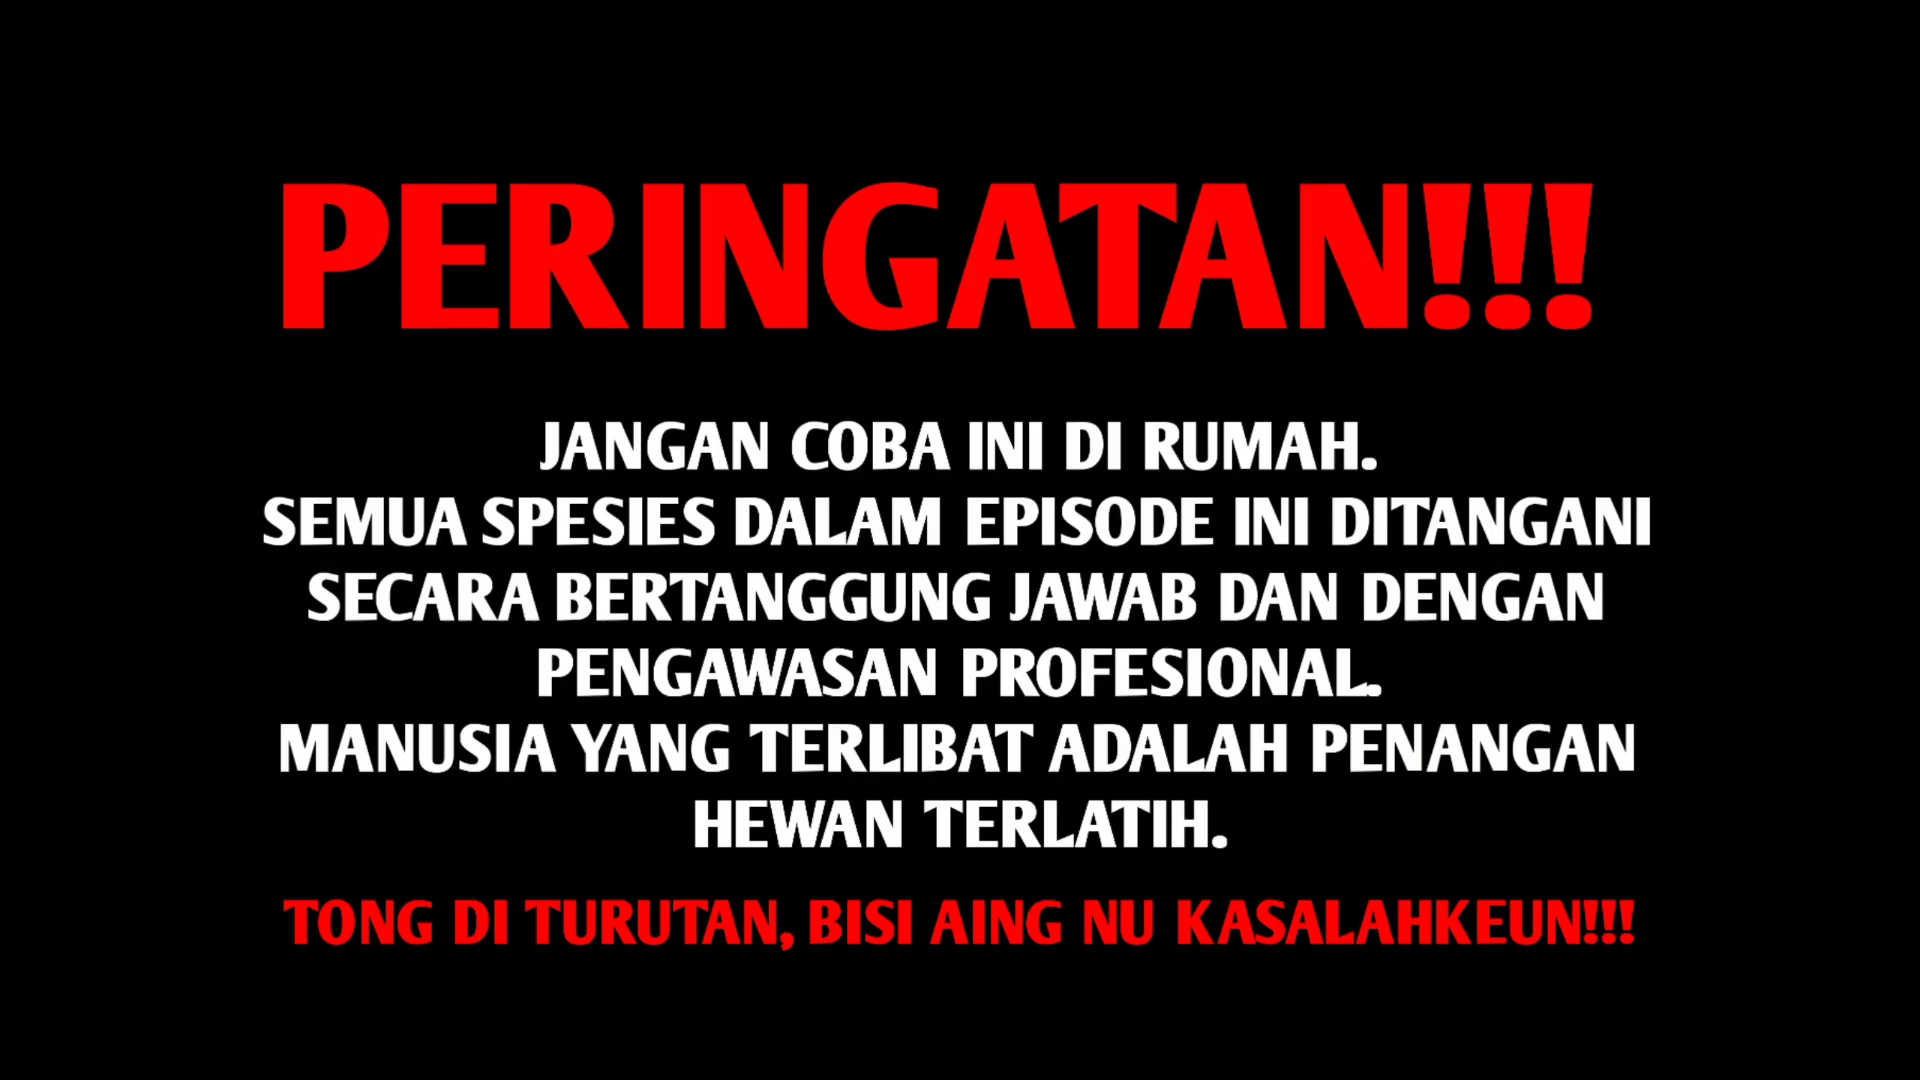 PERINGATAN!!!
JANGAN COBA INI DI RUMAH.
SEMUA SPESIES DALAM EPISODE INI DITANGANI
SECARA BERTANGGUNG JAWAB DAN DENGAN
PENGAWASAN PROFESIONAL.
MANUSIA YANG TERLIBAT ADALAH PENANGAN
HEWAN TERLATIH.
TONG DI TURUTAN, BISI AING NU KASALAHKEUN!!!